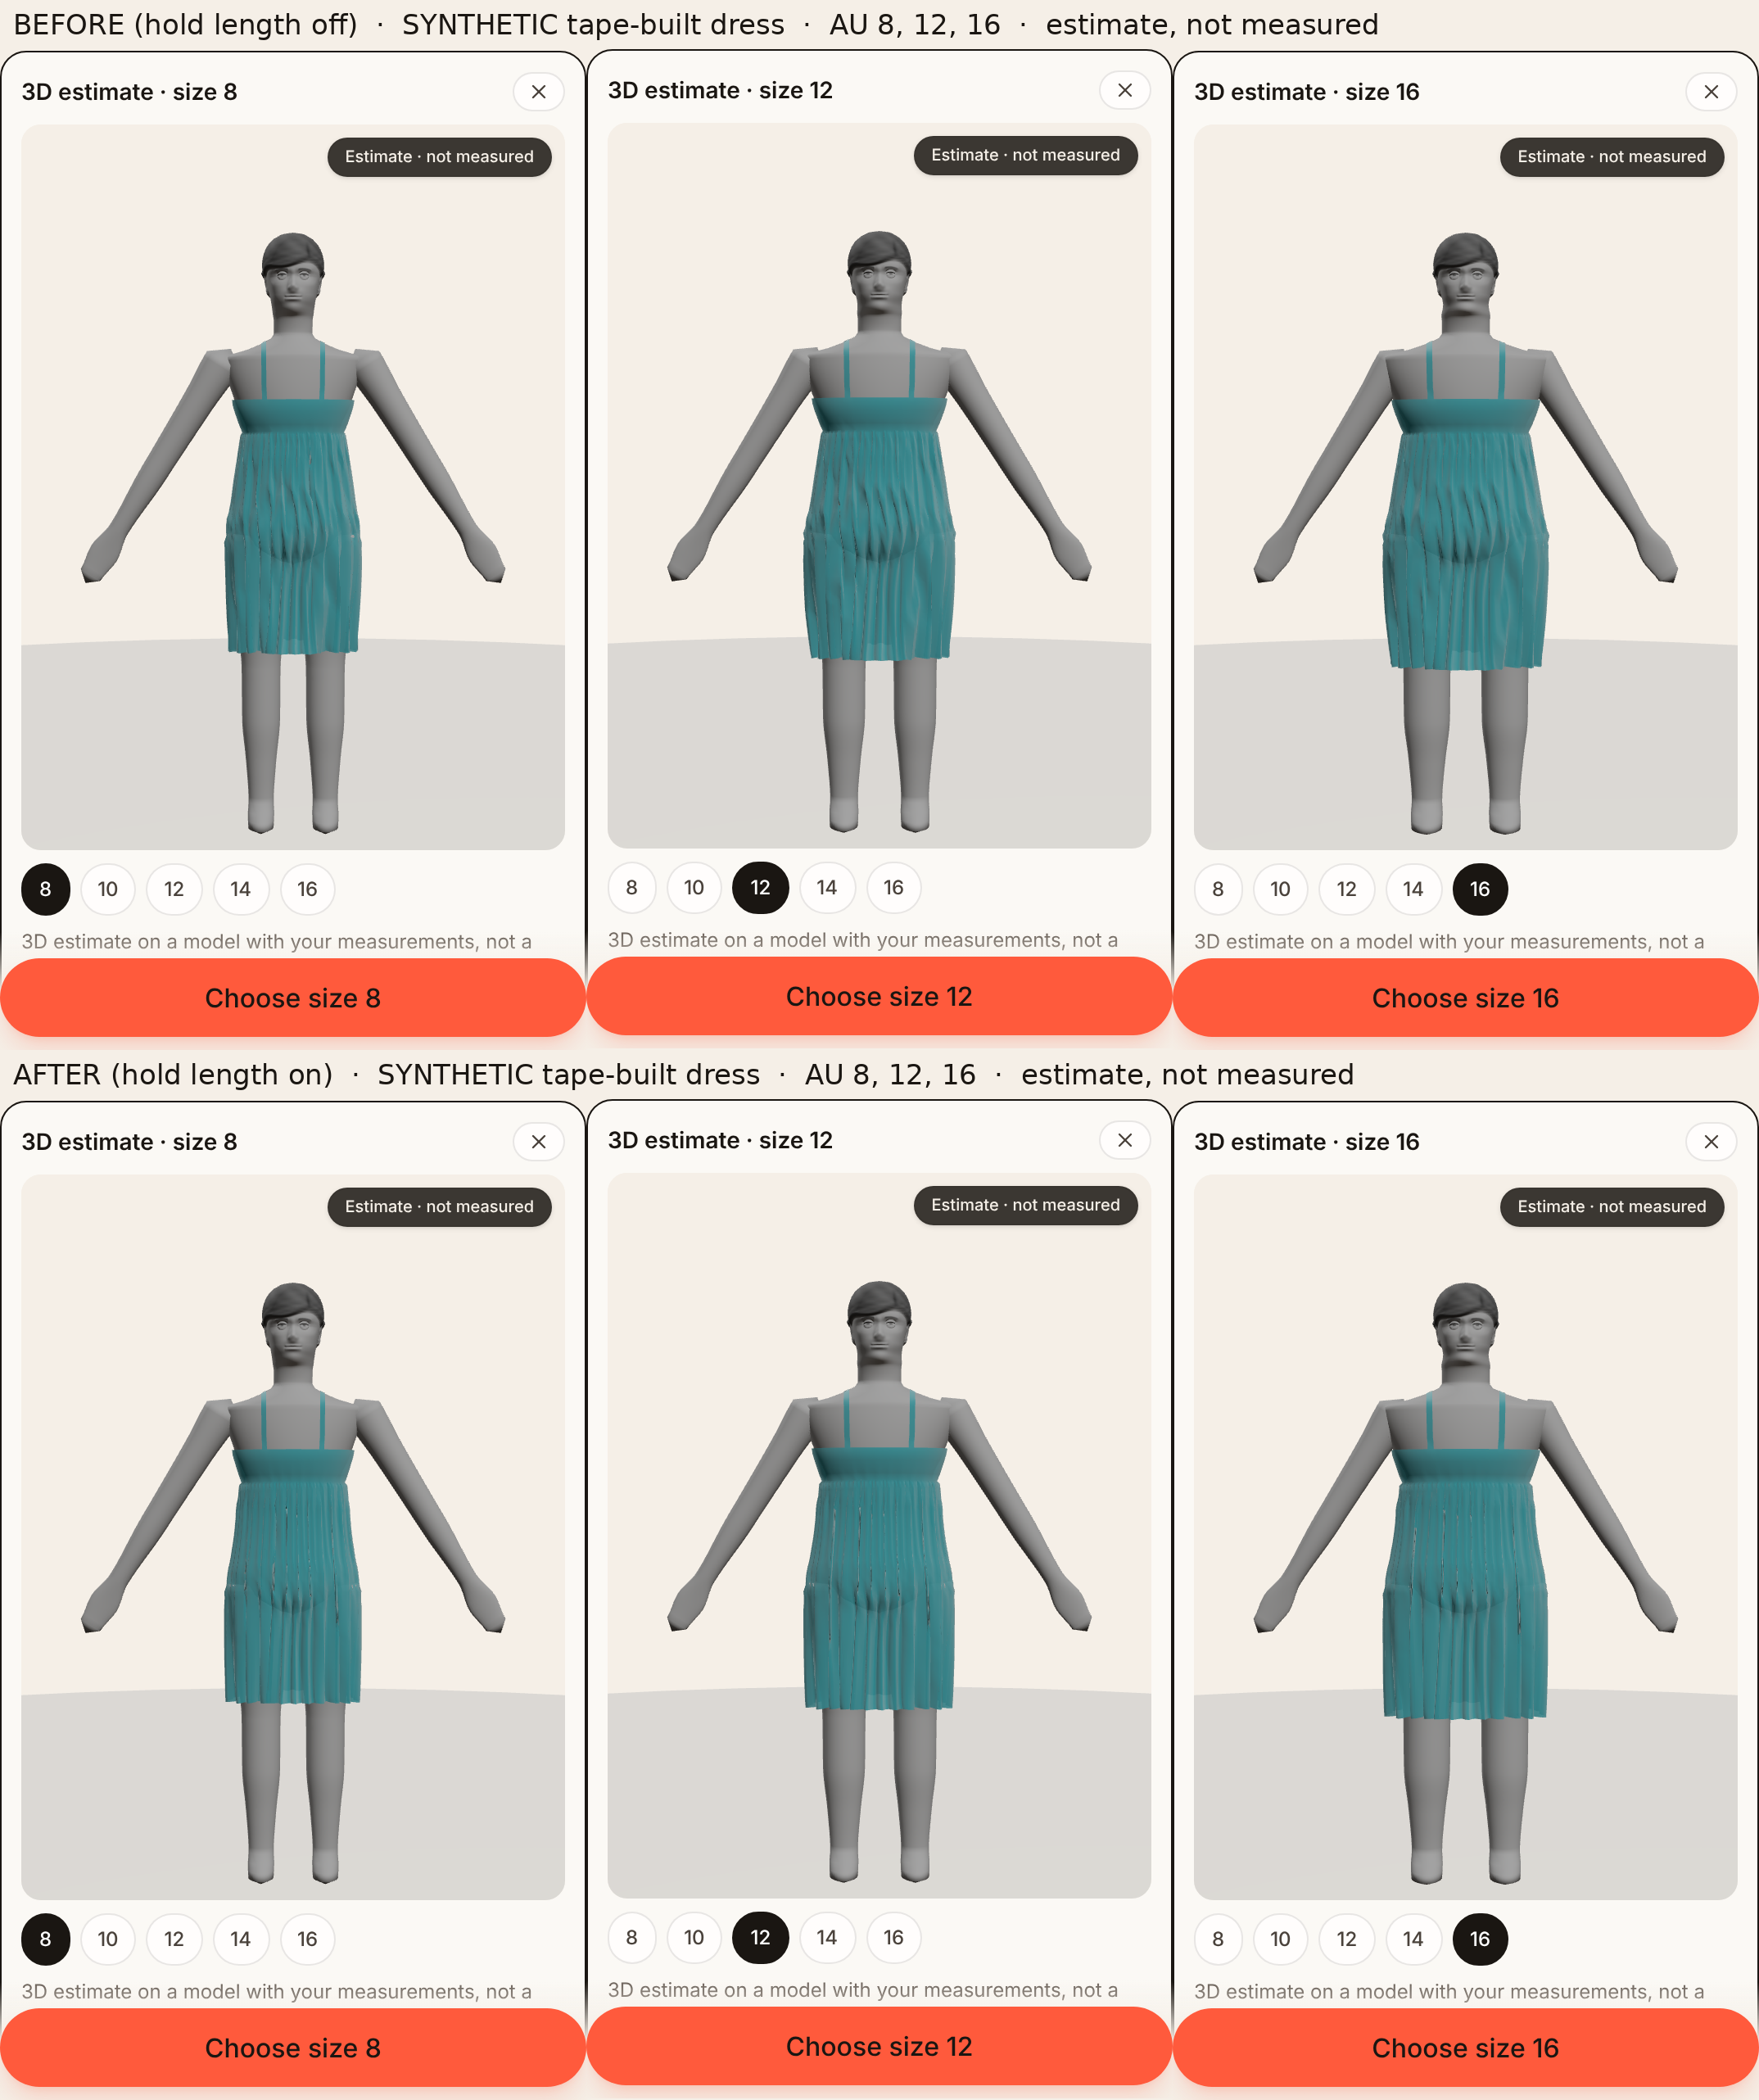 BEFORE (hold length off) · SYNTHETIC tape-built dress · AU 8, 12, 16 · estimate, not measured
3D estimate · size 8
Estimate · not measured
8 10 12 14 16
3D estimate on a model with your measurements, not a
Choose size 8
3D estimate · size 12
Estimate · not measured
8 10 12 14 16
3D estimate on a model with your measurements, not a
Choose size 12
3D estimate · size 16
Estimate · not measured
8 10 12 14 16
3D estimate on a model with your measurements, not a
Choose size 16
AFTER (hold length on) · SYNTHETIC tape-built dress · AU 8, 12, 16 · estimate, not measured
3D estimate · size 8
Estimate · not measured
8 10 12 14 16
3D estimate on a model with your measurements, not a
Choose size 8
3D estimate · size 12
Estimate · not measured
8 10 12 14 16
3D estimate on a model with your measurements, not a
Choose size 12
3D estimate · size 16
Estimate · not measured
8 10 12 14 16
3D estimate on a model with your measurements, not a
Choose size 16